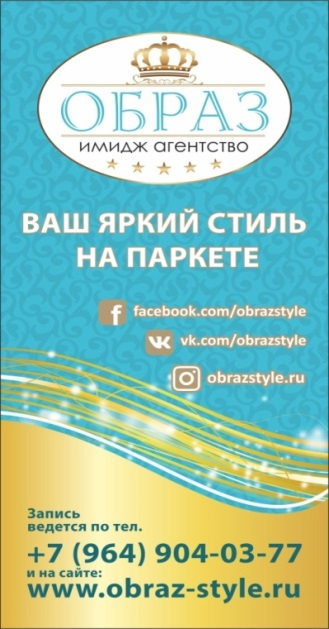 ОБРАЗ
имидж агентство
ВАШ ЯРКИЙ СТИЛЬ
НА ПАРКЕТЕ
facebook.com/obrazstyle
vk.com/obrazstyle
obrazstyle.ru
Запись
ведется по тел.
+7 (964) 904-03-77
и на сайте:
www.obraz-style.ru